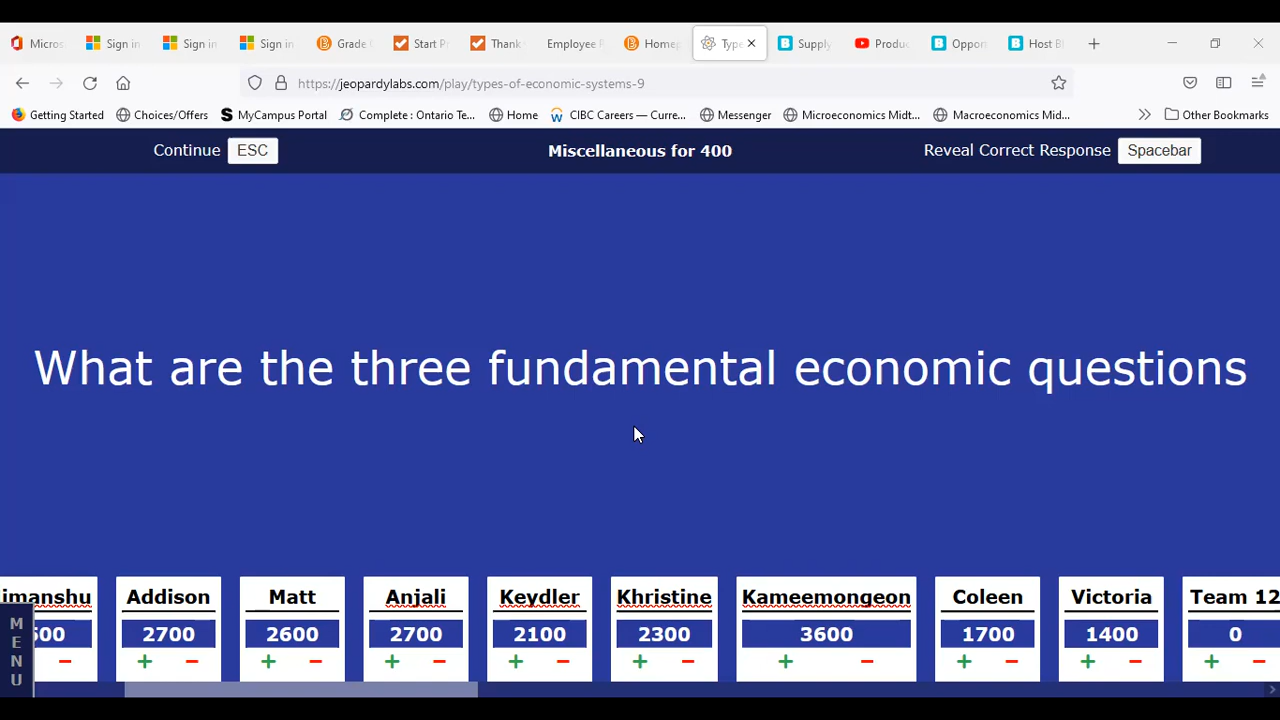 Micros Sign in Sign in Sign in Grade Start P Thank Employee Homep Type Supply Produ Oppor Host B
https://jeopardylabs.com/play/types-of-economic-systems-9
Getting Started Choices/Offers MyCampus Portal Complete : Ontario Te... Home CIBC Careers — Curre... Messenger Microeconomics Midt... Macroeconomics Mid... Other Bookmarks
Continue ESC Miscellaneous for 400 Reveal Correct Response Spacebar
What are the three fundamental economic questions
imanshu Addison Matt Anjali Keydler Khristine Kameemongeon Coleen Victoria Team 12
2700 2600 2700 2100 2300 3600 1700 1400 0
+ - + - + - + - + - + - + - + - + -
MENU